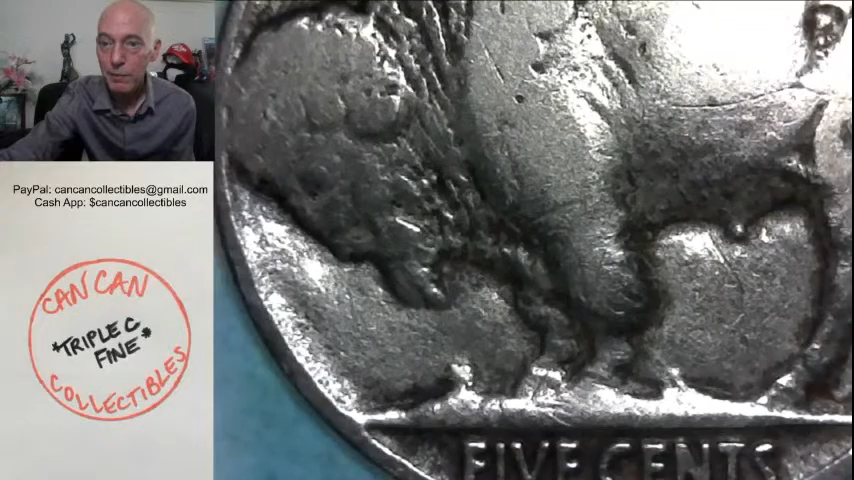 PayPal: cancancollectibles@gmail.com
Cash App: $cancancollectibles
CAN CAN
*TRIPLE C
FINE*
COLLECTIBLES
FIVE CENTS